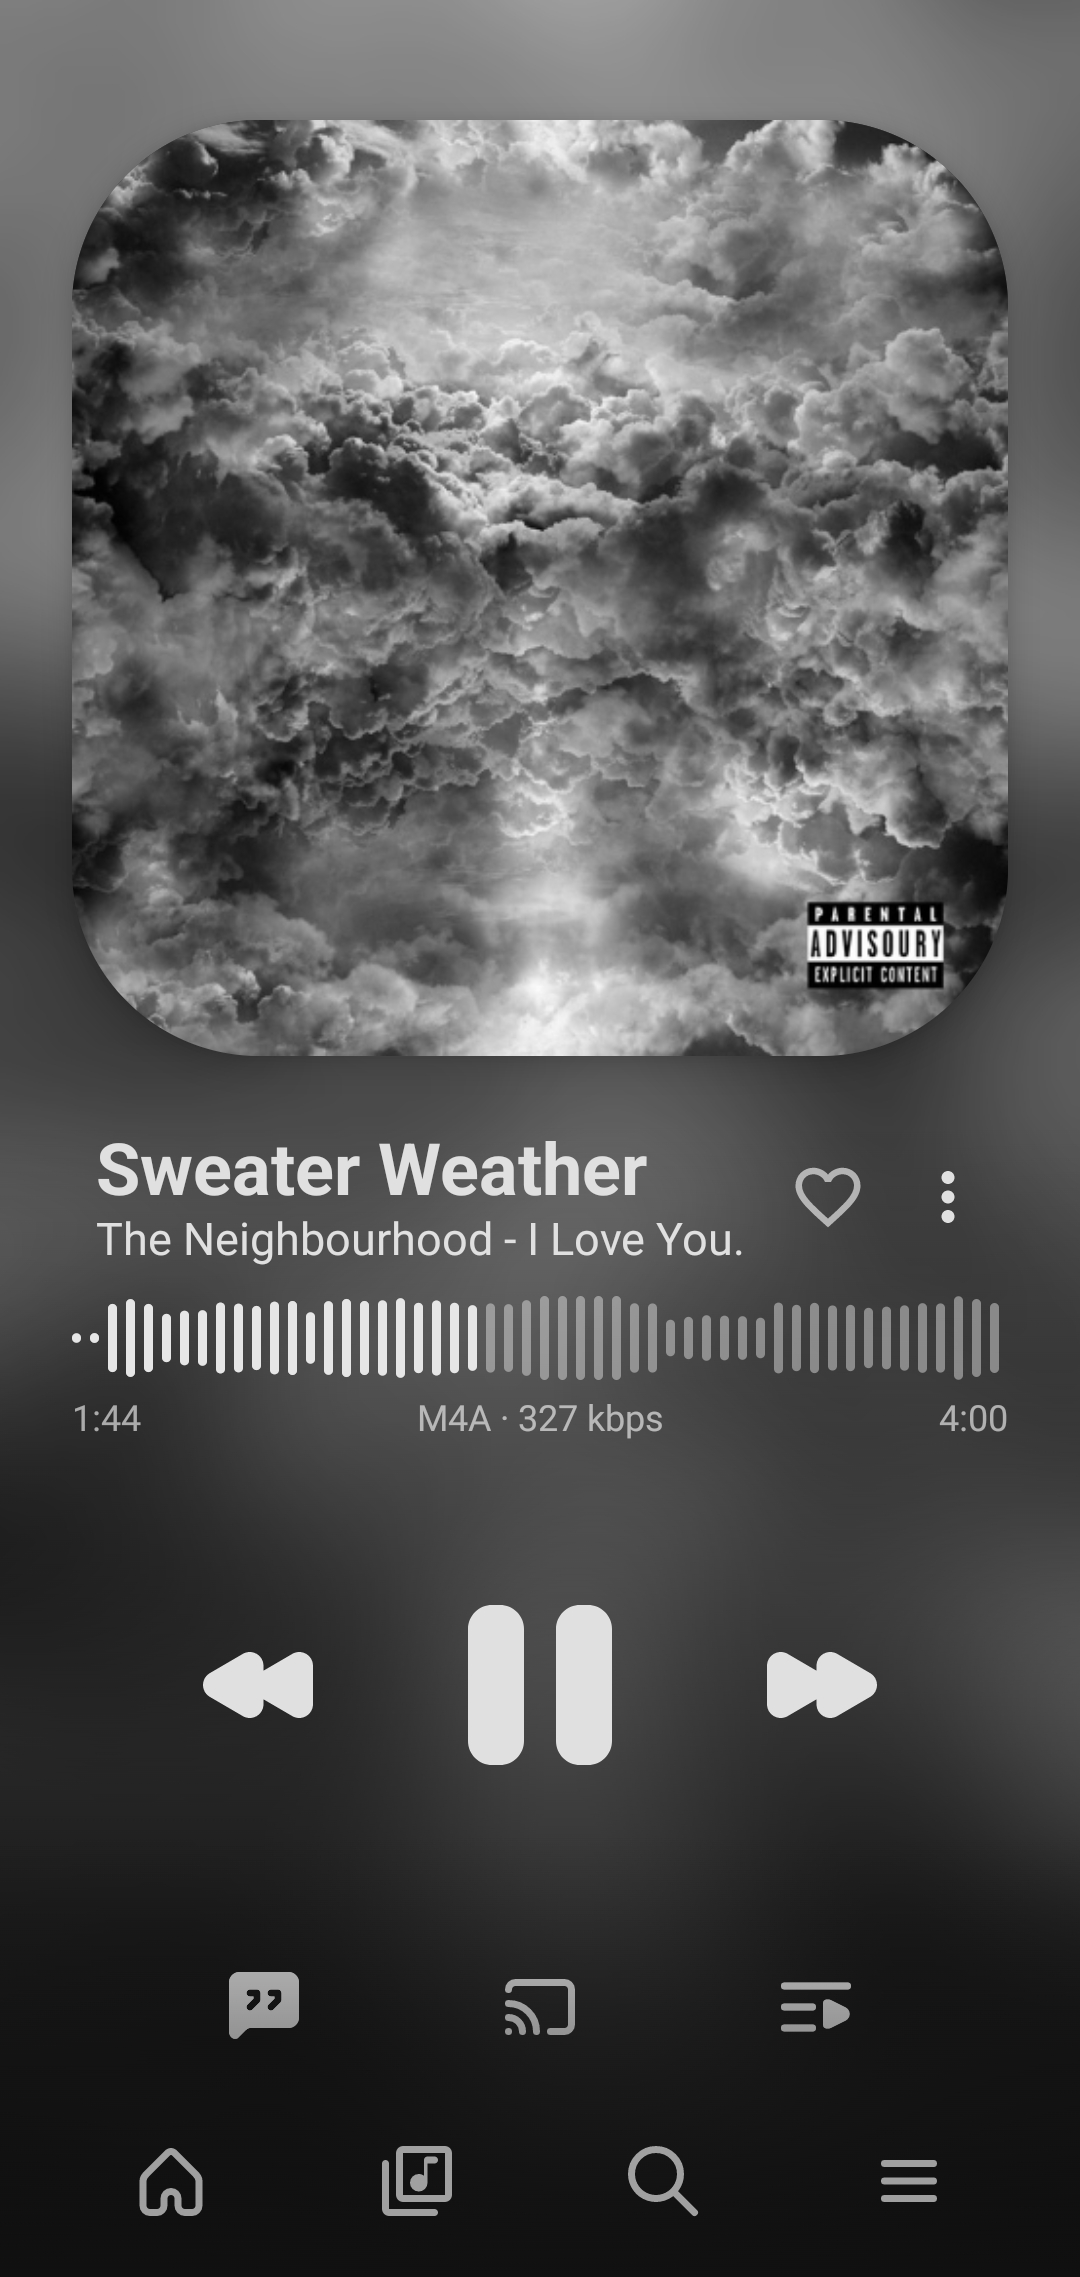 PARENTAL
ADVISOURY
EXPLICIT CONTENT
Sweater Weather
The Neighbourhood - I Love You.
1:44
M4A · 327 kbps
4:00